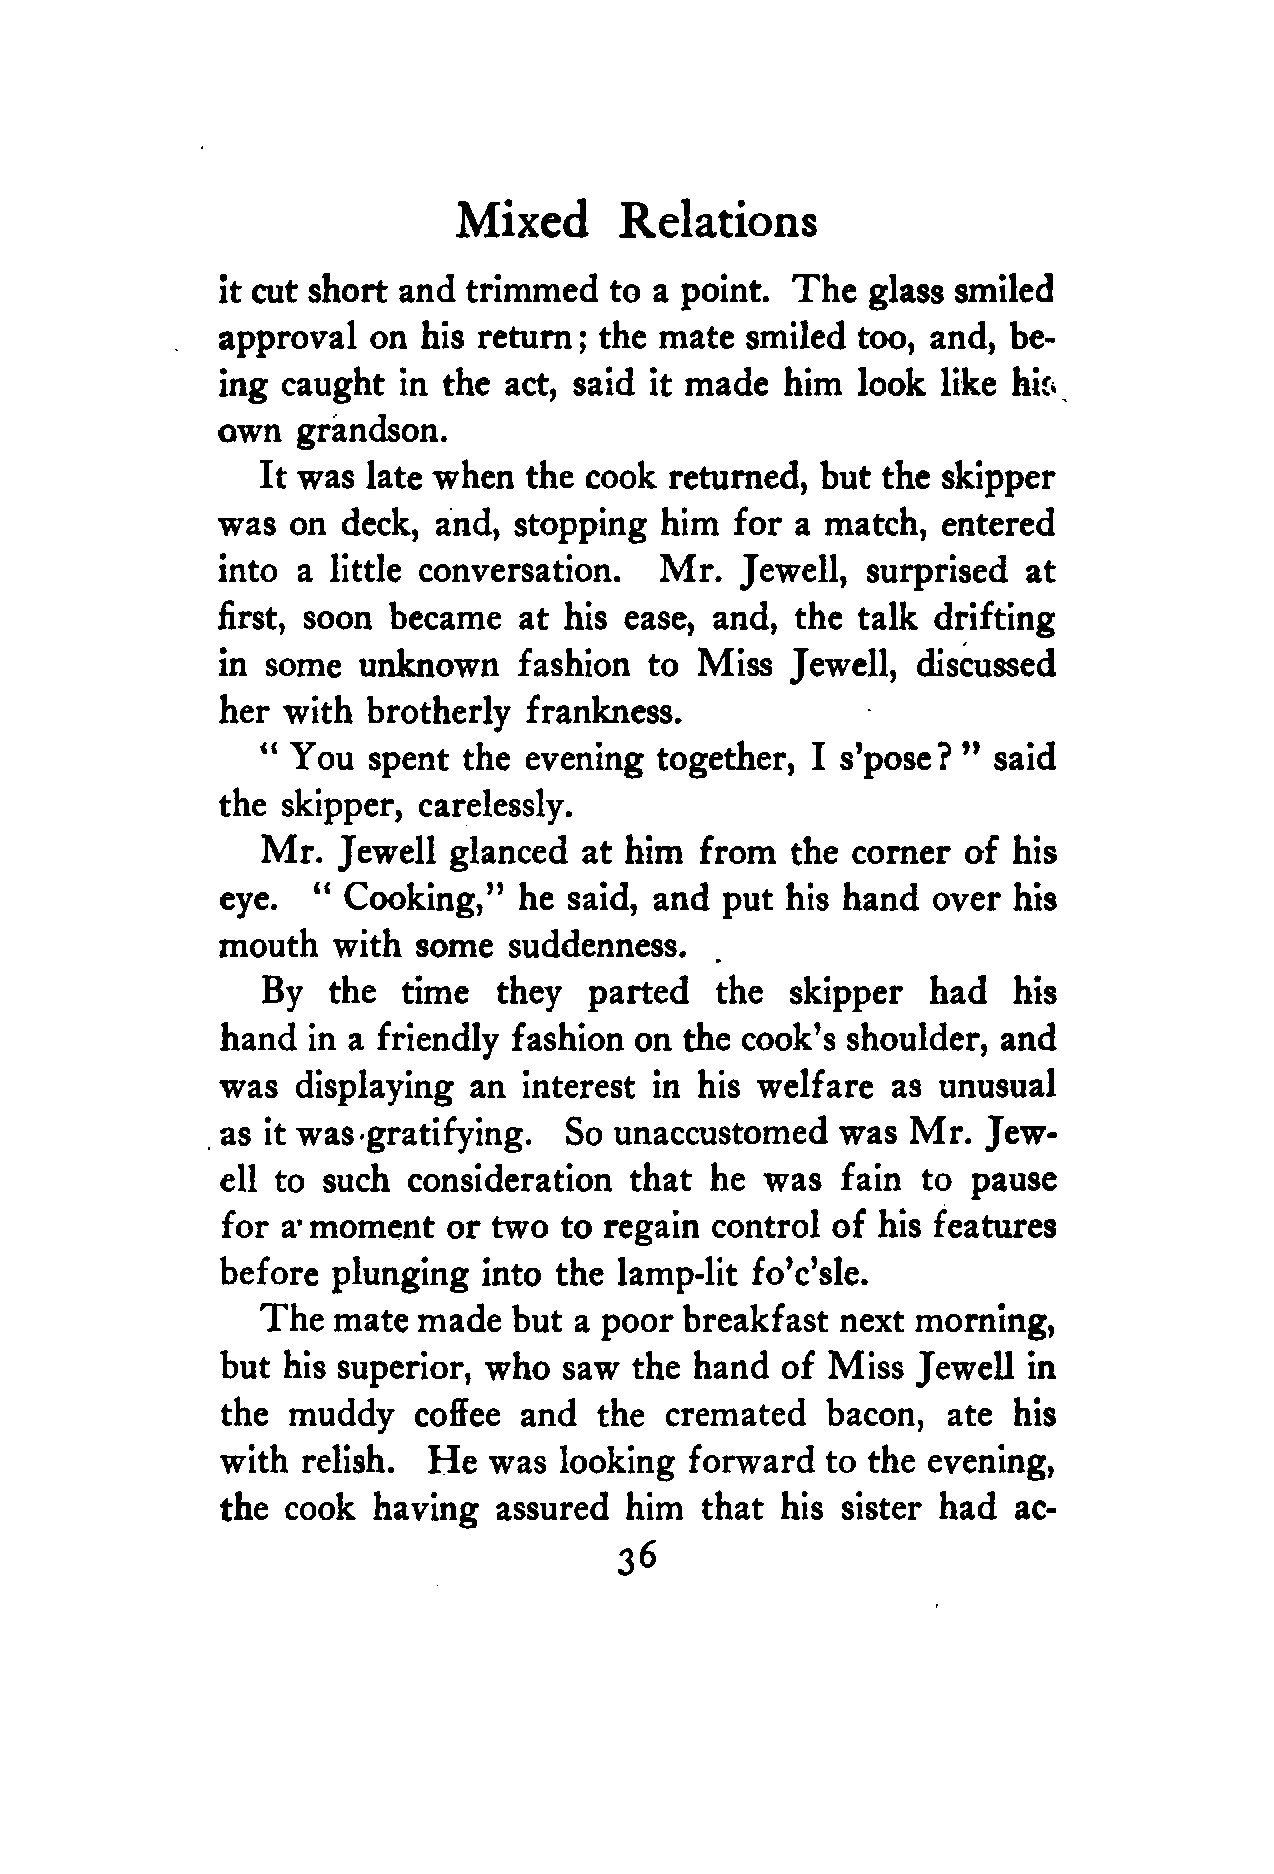 Mixed Relations
it cut short and trimmed to a point. The glass smiled
approval on his return; the mate smiled too, and, be-
ing caught in the act, said it made him look like his
own grandson.
It was late when the cook returned, but the skipper
was on deck, and, stopping him for a match, entered
into a little conversation. Mr. Jewell, surprised at
first, soon became at his ease, and, the talk drifting
in some unknown fashion to Miss Jewell, discussed
her with brotherly frankness.
“ You spent the evening together, I s’pose? ” said
the skipper, carelessly.
Mr. Jewell glanced at him from the corner of his
eye. “ Cooking,” he said, and put his hand over his
mouth with some suddenness.
By the time they parted the skipper had his
hand in a friendly fashion on the cook’s shoulder, and
was displaying an interest in his welfare as unusual
as it was gratifying. So unaccustomed was Mr. Jew-
ell to such consideration that he was fain to pause
for a moment or two to regain control of his features
before plunging into the lamp-lit fo’c’sle.
The mate made but a poor breakfast next morning,
but his superior, who saw the hand of Miss Jewell in
the muddy coffee and the cremated bacon, ate his
with relish. He was looking forward to the evening,
the cook having assured him that his sister had ac-
36